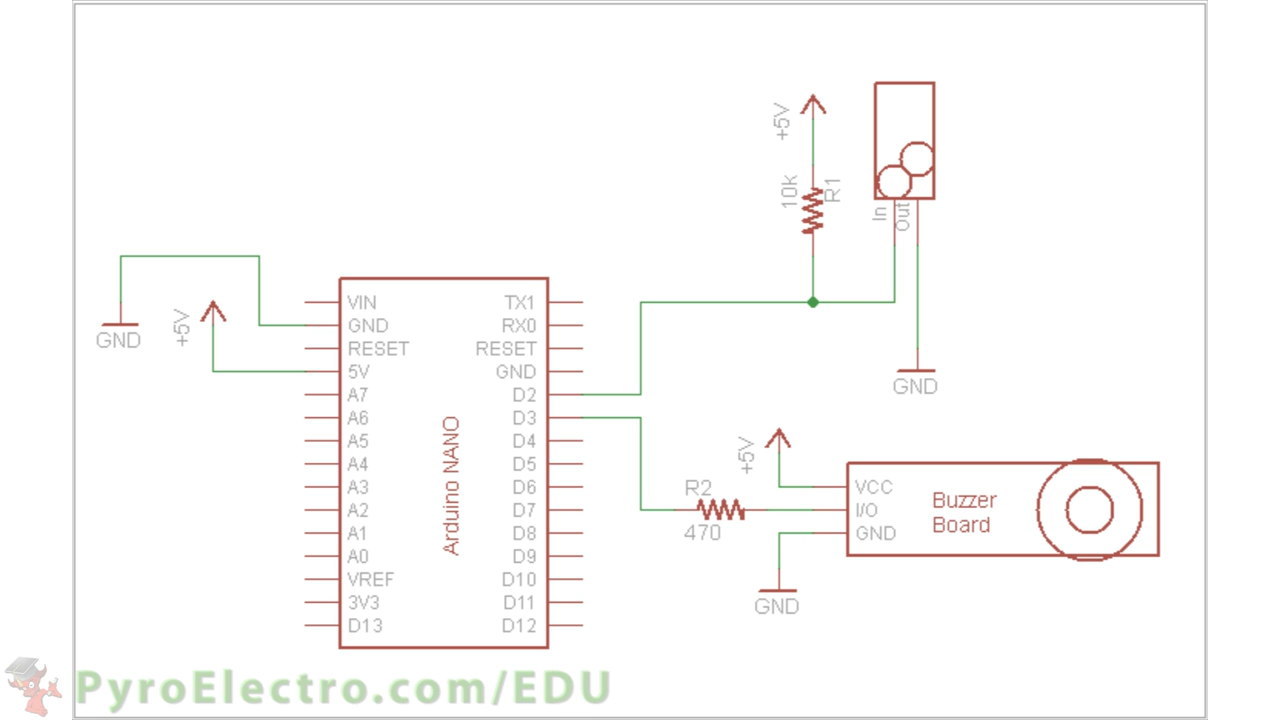 +5V
10k
R1
In
Out
GND
GND
+5V
VIN
GND
RESET
5V
A7
A6
A5
A4
A3
A2
A1
A0
VREF
3V3
D13
Arduino NANO
TX1
RX0
RESET
GND
D2
D3
D4
D5
D6
D7
D8
D9
D10
D11
D12
R2
470
+5V
VCC
I/O
GND
Buzzer
Board
GND
PyroElectro.com/EDU